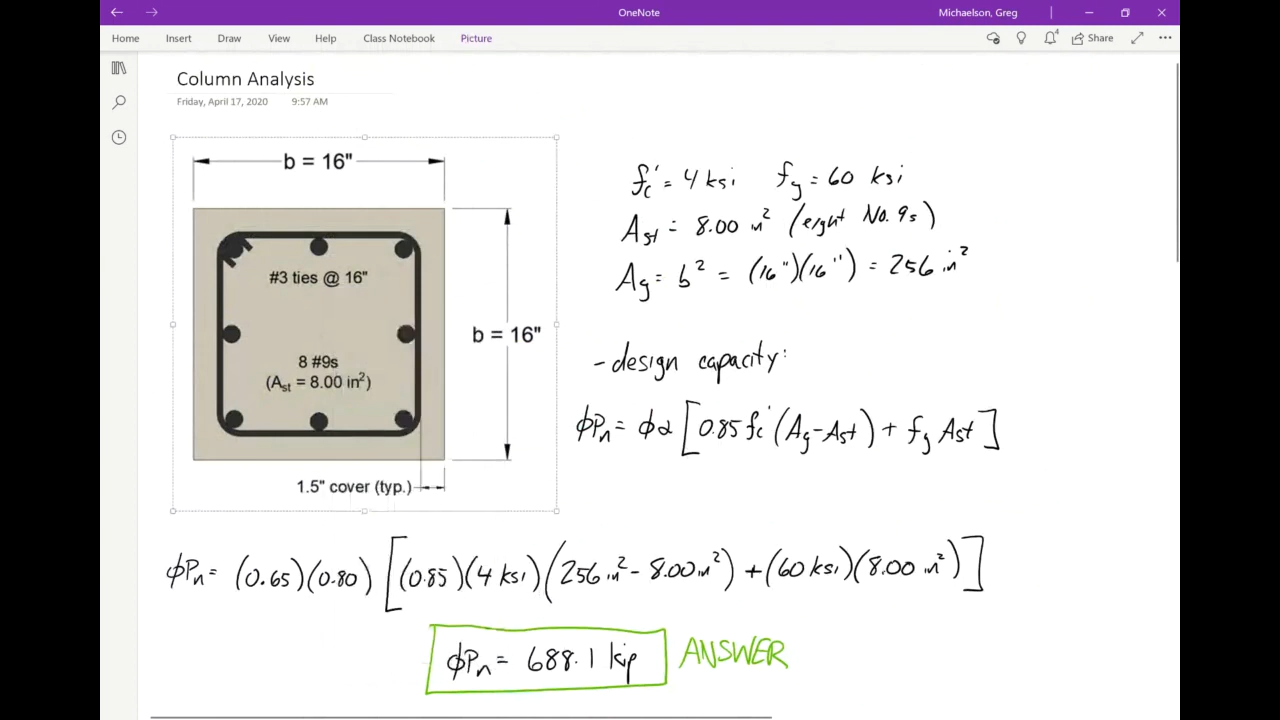 OneNote
Michaelson, Greg
Home Insert Draw View Help Class Notebook Picture
4 Share
Column Analysis
Friday, April 17, 2020 9:57 AM
b = 16"
#3 ties @ 16"
b = 16"
8 #9s
(Ast = 8.00 in²)
1.5" cover (typ.)
fc' = 4 ksi fy = 60 ksi
Ast = 8.00 in² (eight No. 9s)
Ag = b² = (16")(16") = 256 in²
- design capacity:
ϕPn = ϕα [0.85 fc' (Ag - Ast) + fy Ast]
ϕPn = (0.65)(0.80) [(0.85)(4 ksi)(256 in² - 8.00 in²) + (60 ksi)(8.00 in²)]
ϕPn = 688.1 kip ANSWER